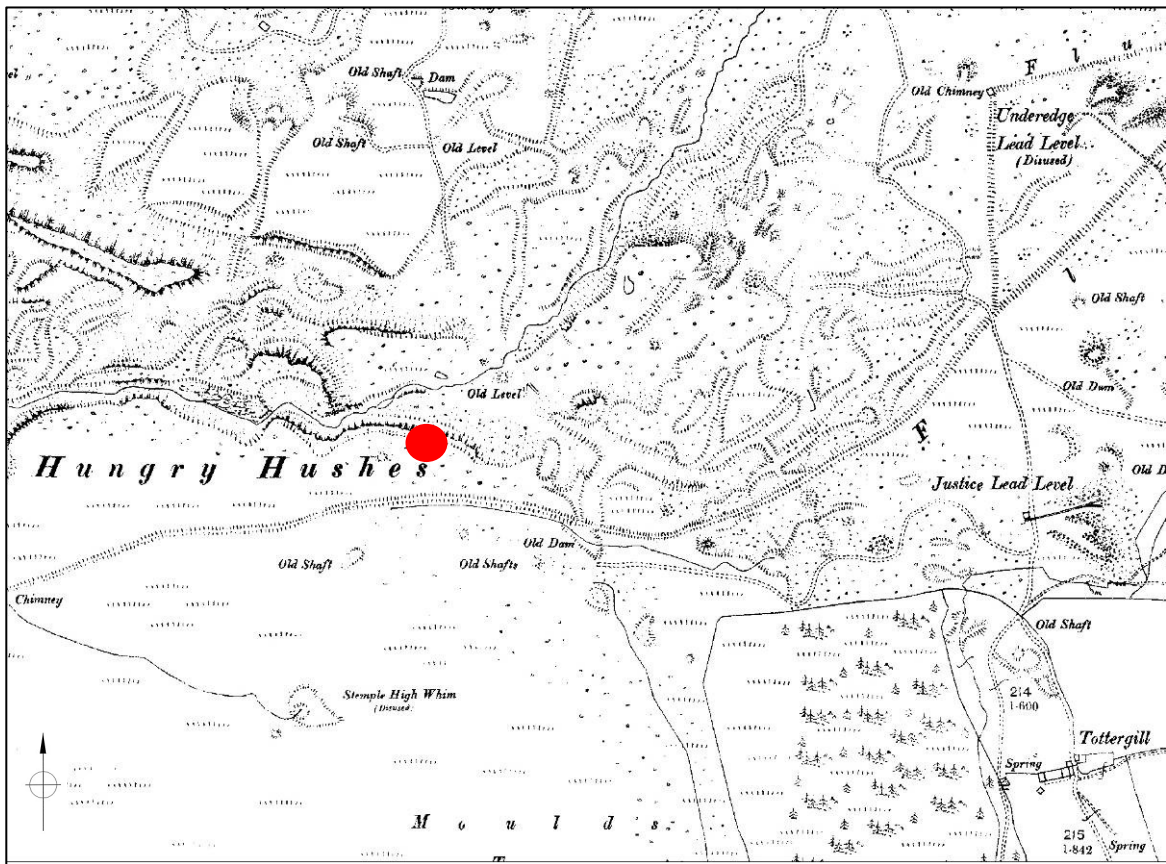 Old Shaft
Dam
Old Shaft
Old Level
Old Chimney
F l u
Underedge
Lead Level
(Disused)
l
Old Shaft
Old Dam
Old Level
F
Hungry Hushes
Justice Lead Level
Old D
Old Dam
Old Shaft
Old Shafts
Chimney
Old Shaft
Stemple High Whim
(Disused)
214
1·600
Tottergill
Spring
Moulds
215
1·842
Spring